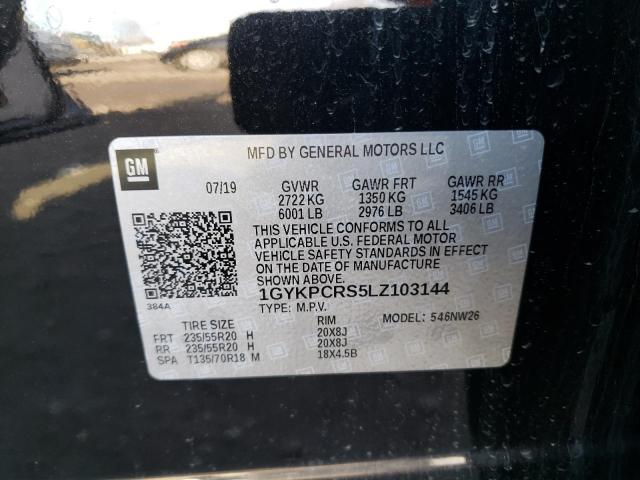 GM
MFD BY GENERAL MOTORS LLC
07/19 GVWR GAWR FRT GAWR RR
2722 KG 1350 KG 1545 KG
6001 LB 2976 LB 3406 LB
THIS VEHICLE CONFORMS TO ALL
APPLICABLE U.S. FEDERAL MOTOR
VEHICLE SAFETY STANDARDS IN EFFECT
ON THE DATE OF MANUFACTURE
SHOWN ABOVE.
1GYKPCRS5LZ103144
384A
TYPE: M.P.V.
MODEL: 546NW26
TIRE SIZE RIM
FRT 235/55R20 H 20X8J
RR 235/55R20 H 20X8J
SPA T135/70R18 M 18X4.5B